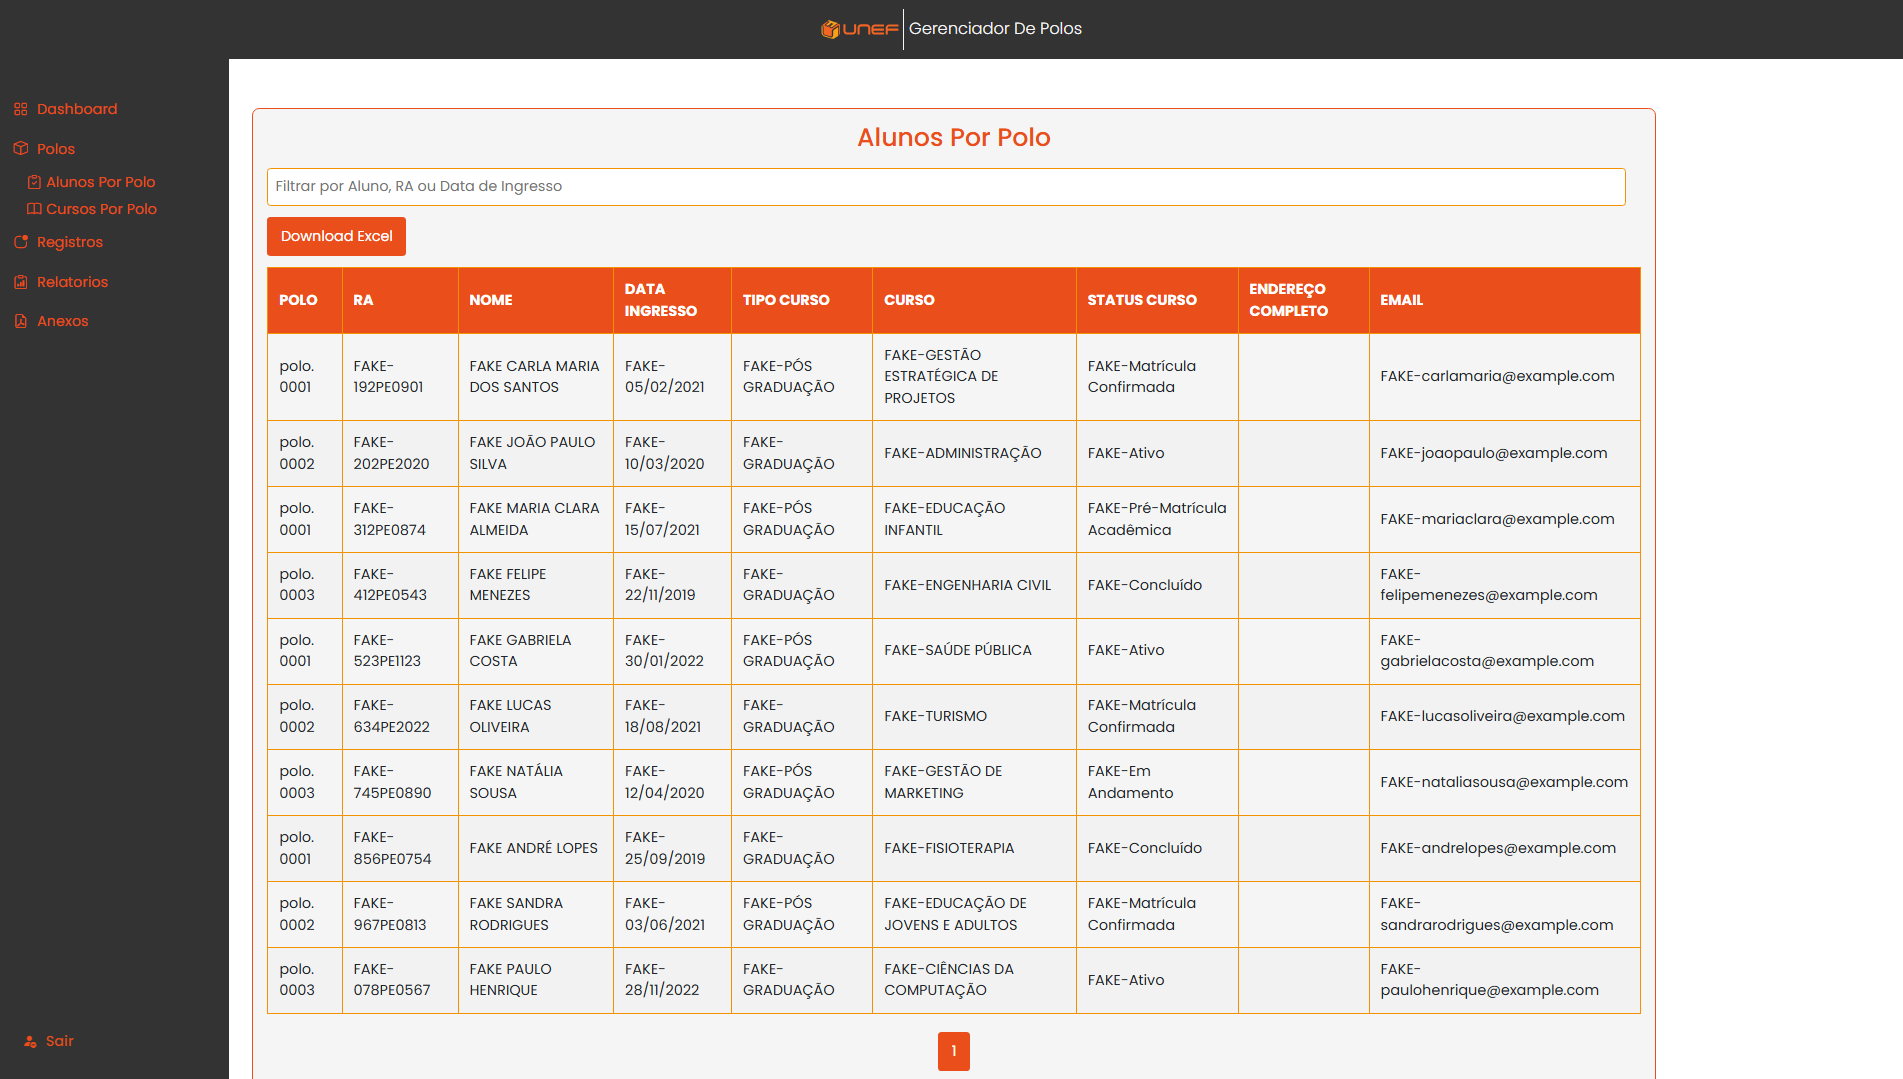 UNEF Gerenciador De Polos
Dashboard
Polos
Alunos Por Polo
Cursos Por Polo
Registros
Relatorios
Anexos
Sair
Alunos Por Polo
Filtrar por Aluno, RA ou Data de Ingresso
Download Excel
POLO RA NOME DATA INGRESSO TIPO CURSO CURSO STATUS CURSO ENDEREÇO COMPLETO EMAIL
polo. 0001 FAKE-192PE0901 FAKE CARLA MARIA DOS SANTOS FAKE-05/02/2021 FAKE-PÓS GRADUAÇÃO FAKE-GESTÃO ESTRATÉGICA DE PROJETOS FAKE-Matrícula Confirmada FAKE-carlamaria@example.com
polo. 0002 FAKE-202PE2020 FAKE JOÃO PAULO SILVA FAKE-10/03/2020 FAKE-GRADUAÇÃO FAKE-ADMINISTRAÇÃO FAKE-Ativo FAKE-joaopaulo@example.com
polo. 0001 FAKE-312PE0874 FAKE MARIA CLARA ALMEIDA FAKE-15/07/2021 FAKE-PÓS GRADUAÇÃO FAKE-EDUCAÇÃO INFANTIL FAKE-Pré-Matrícula Acadêmica FAKE-mariaclara@example.com
polo. 0003 FAKE-412PE0543 FAKE FELIPE MENEZES FAKE-22/11/2019 FAKE-GRADUAÇÃO FAKE-ENGENHARIA CIVIL FAKE-Concluído FAKE-felipemenezes@example.com
polo. 0001 FAKE-523PE1123 FAKE GABRIELA COSTA FAKE-30/01/2022 FAKE-PÓS GRADUAÇÃO FAKE-SAÚDE PÚBLICA FAKE-Ativo FAKE-gabrielacosta@example.com
polo. 0002 FAKE-634PE2022 FAKE LUCAS OLIVEIRA FAKE-18/08/2021 FAKE-GRADUAÇÃO FAKE-TURISMO FAKE-Matrícula Confirmada FAKE-lucasoliveira@example.com
polo. 0003 FAKE-745PE0890 FAKE NATÁLIA SOUSA FAKE-12/04/2020 FAKE-PÓS GRADUAÇÃO FAKE-GESTÃO DE MARKETING FAKE-Em Andamento FAKE-nataliasousa@example.com
polo. 0001 FAKE-856PE0754 FAKE ANDRÉ LOPES FAKE-25/09/2019 FAKE-GRADUAÇÃO FAKE-FISIOTERAPIA FAKE-Concluído FAKE-andrelopes@example.com
polo. 0002 FAKE-967PE0813 FAKE SANDRA RODRIGUES FAKE-03/06/2021 FAKE-PÓS GRADUAÇÃO FAKE-EDUCAÇÃO DE JOVENS E ADULTOS FAKE-Matrícula Confirmada FAKE-sandrarodrigues@example.com
polo. 0003 FAKE-078PE0567 FAKE PAULO HENRIQUE FAKE-28/11/2022 FAKE-GRADUAÇÃO FAKE-CIÊNCIAS DA COMPUTAÇÃO FAKE-Ativo FAKE-paulohenrique@example.com
1